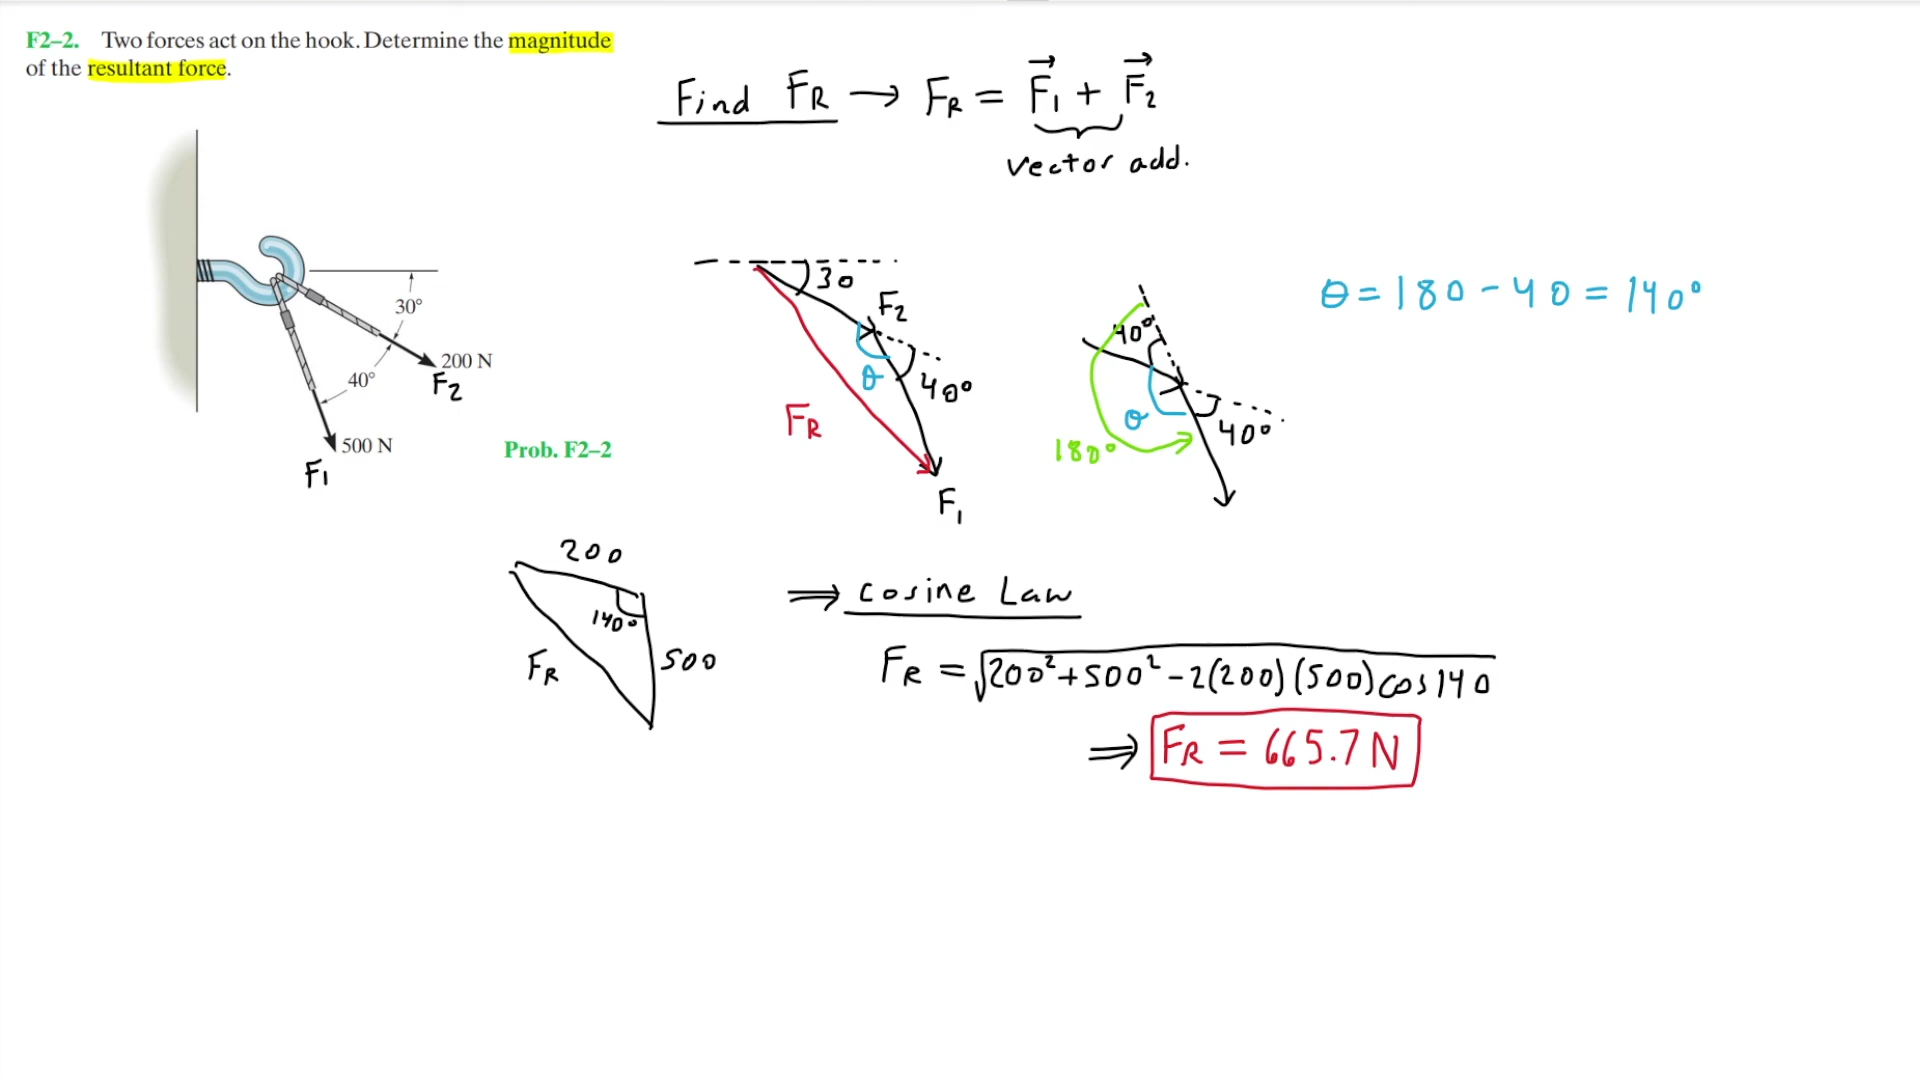 F2–2. Two forces act on the hook. Determine the magnitude
of the resultant force.
Find FR → FR = F1 + F2
vector add.
30°
200 N
F2
40°
500 N
F1
Prob. F2–2
30
F2
θ
40°
FR
F1
40°
θ
40°
180°
θ = 180 - 40 = 140°
200
140°
FR
500
⇒ Cosine Law
FR = √200² + 500² - 2(200)(500)cos140
⇒ FR = 665.7 N